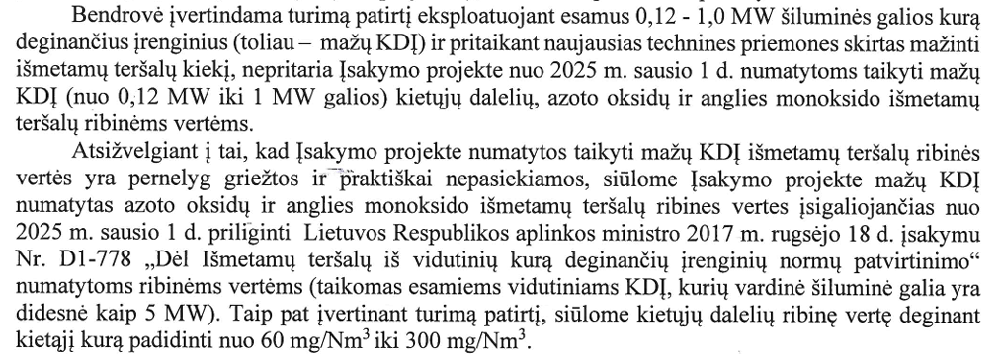 Bendrovė įvertindama turimą patirtį eksploatuojant esamus 0,12 - 1,0 MW šiluminės galios kurą
deginančius įrenginius (toliau – mažų KDĮ) ir pritaikant naujausias technines priemones skirtas mažinti
išmetamų teršalų kiekį, nepritaria Įsakymo projekte nuo 2025 m. sausio 1 d. numatytoms taikyti mažų
KDĮ (nuo 0,12 MW iki 1 MW galios) kietųjų dalelių, azoto oksidų ir anglies monoksido išmetamų
teršalų ribinėms vertėms.
Atsižvelgiant į tai, kad Įsakymo projekte numatytos taikyti mažų KDĮ išmetamų teršalų ribinės
vertės yra pernelyg griežtos ir praktiškai nepasiekiamos, siūlome Įsakymo projekte mažų KDĮ
numatytas azoto oksidų ir anglies monoksido išmetamų teršalų ribines vertes įsigaliojančias nuo
2025 m. sausio 1 d. priliginti Lietuvos Respublikos aplinkos ministro 2017 m. rugsėjo 18 d. įsakymu
Nr. D1-778 „Dėl Išmetamų teršalų iš vidutinių kurą deginančių įrenginių normų patvirtinimo“
numatytoms ribinėms vertėms (taikomas esamiems vidutiniams KDĮ, kurių vardinė šiluminė galia yra
didesnė kaip 5 MW). Taip pat įvertinant turimą patirtį, siūlome kietųjų dalelių ribinę vertę deginant
kietąjį kurą padidinti nuo 60 mg/Nm³ iki 300 mg/Nm³.